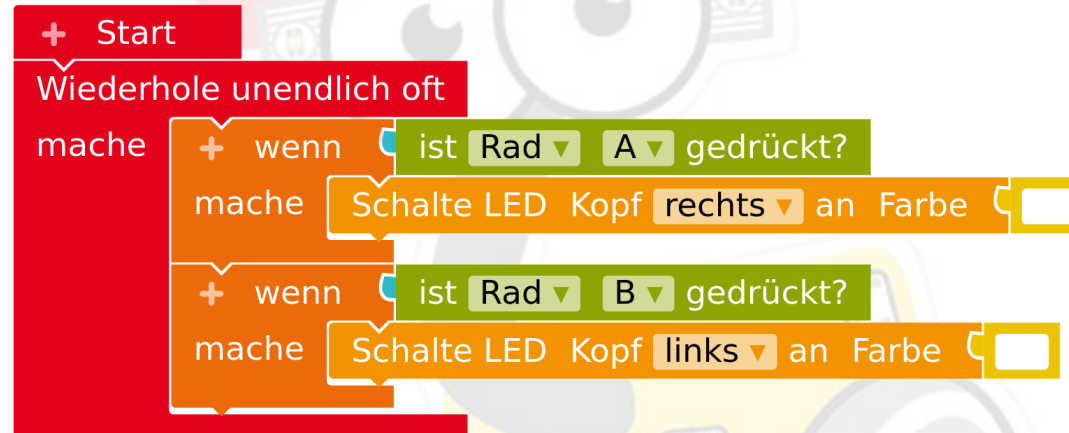 + Start
Wiederhole unendlich oft
mache + wenn ist Rad ▾ A ▾ gedrückt?
mache Schalte LED Kopf rechts ▾ an Farbe
+ wenn ist Rad ▾ B ▾ gedrückt?
mache Schalte LED Kopf links ▾ an Farbe